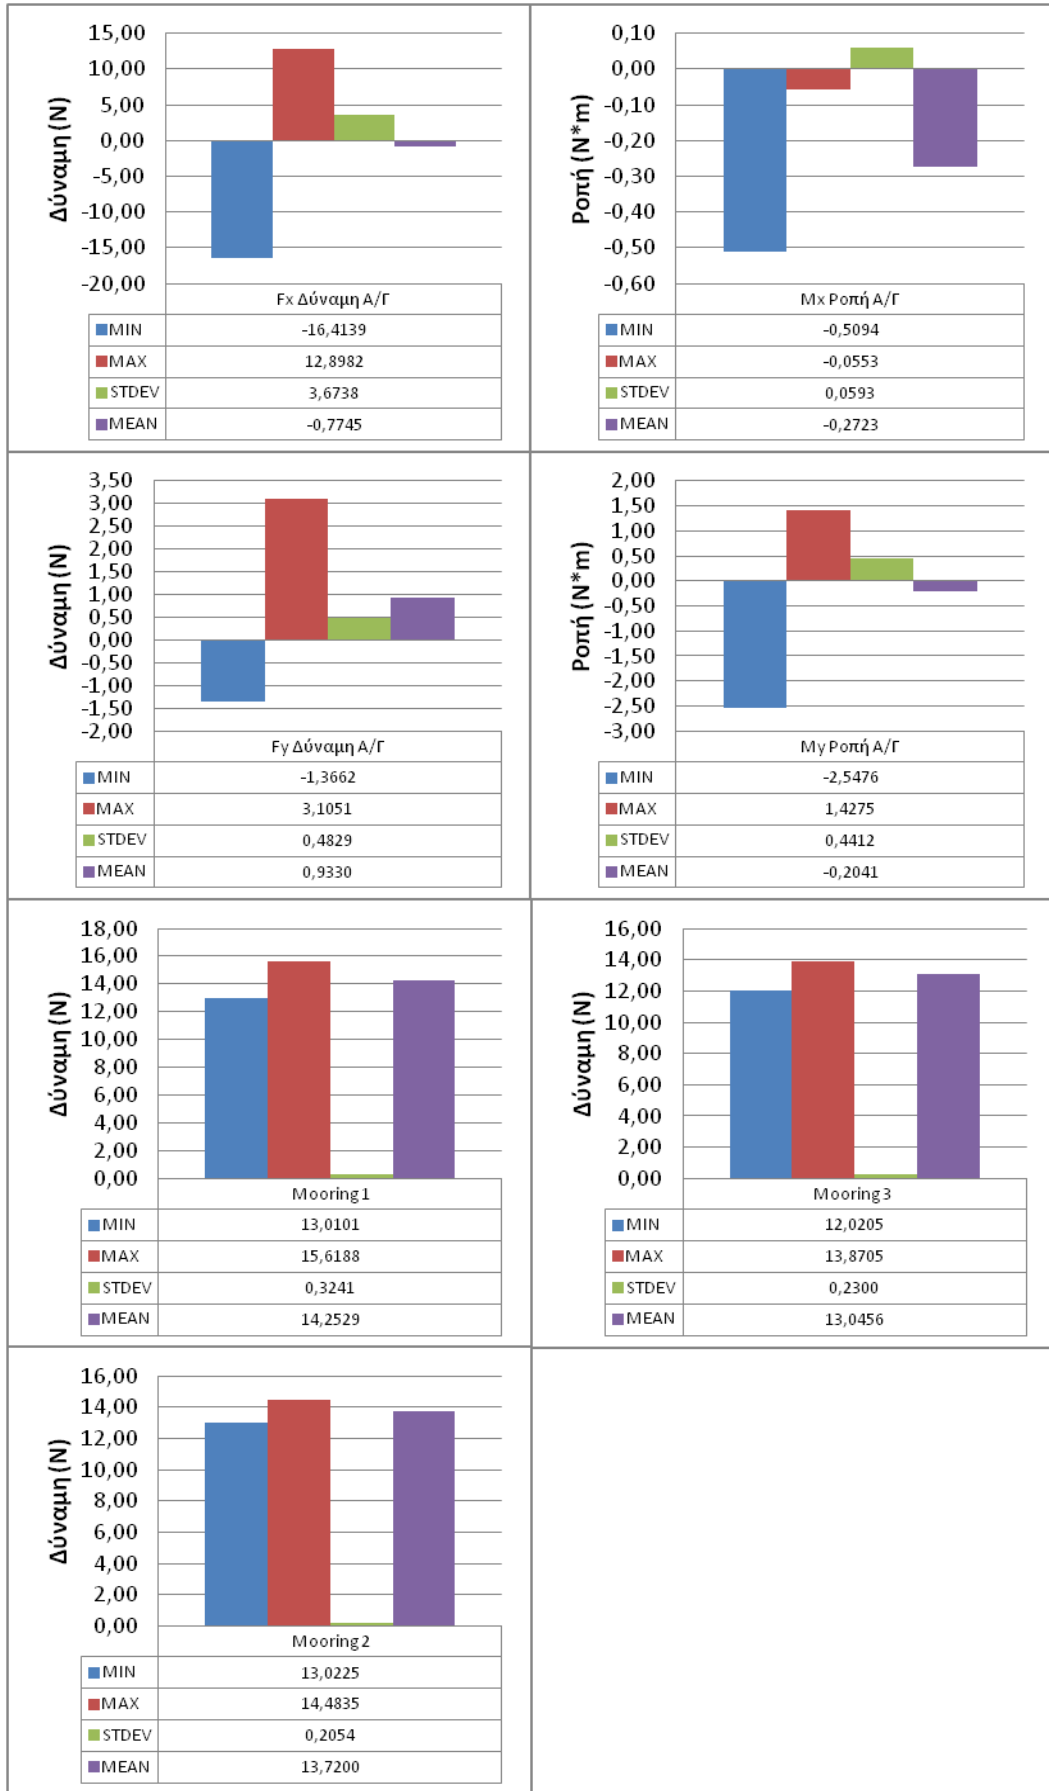 15,00
10,00
5,00
0,00
-5,00
-10,00
-15,00
-20,00
Δύναμη (N)
Fx Δύναμη Α/Γ
MIN -16,4139
MAX 12,8982
STDEV 3,6738
MEAN -0,7745
0,10
0,00
-0,10
-0,20
-0,30
-0,40
-0,50
-0,60
Ροπή (N*m)
Mx Ροπή Α/Γ
MIN -0,5094
MAX -0,0553
STDEV 0,0593
MEAN -0,2723
3,50
3,00
2,50
2,00
1,50
1,00
0,50
0,00
-0,50
-1,00
-1,50
-2,00
Δύναμη (N)
Fy Δύναμη Α/Γ
MIN -1,3662
MAX 3,1051
STDEV 0,4829
MEAN 0,9330
2,00
1,50
1,00
0,50
0,00
-0,50
-1,00
-1,50
-2,00
-2,50
-3,00
Ροπή (N*m)
My Ροπή Α/Γ
MIN -2,5476
MAX 1,4275
STDEV 0,4412
MEAN -0,2041
18,00
16,00
14,00
12,00
10,00
8,00
6,00
4,00
2,00
0,00
Δύναμη (N)
Mooring 1
MIN 13,0101
MAX 15,6188
STDEV 0,3241
MEAN 14,2529
16,00
14,00
12,00
10,00
8,00
6,00
4,00
2,00
0,00
Δύναμη (N)
Mooring 3
MIN 12,0205
MAX 13,8705
STDEV 0,2300
MEAN 13,0456
16,00
14,00
12,00
10,00
8,00
6,00
4,00
2,00
0,00
Δύναμη (N)
Mooring 2
MIN 13,0225
MAX 14,4835
STDEV 0,2054
MEAN 13,7200